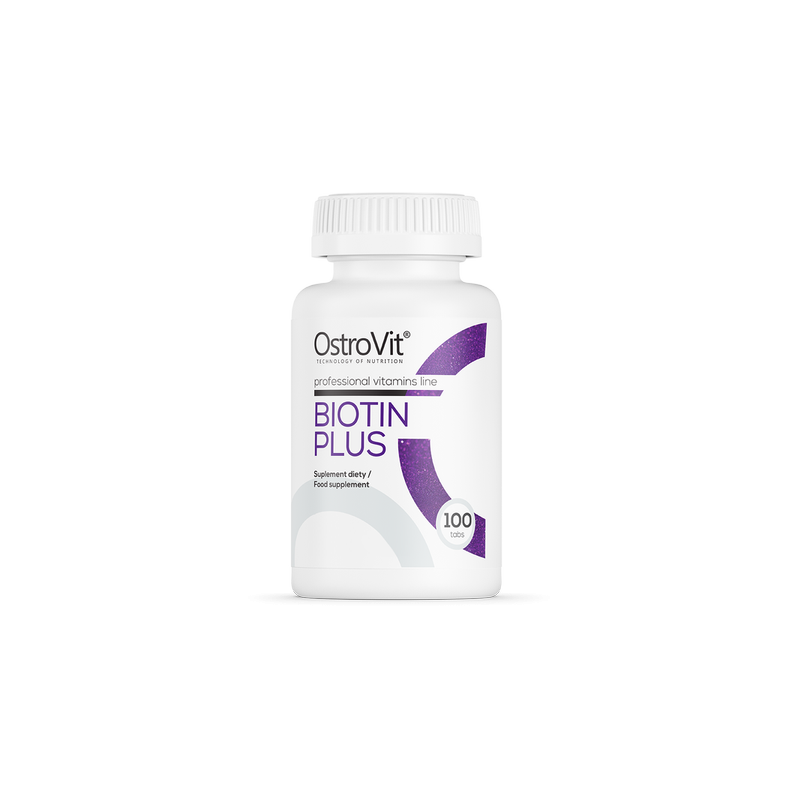 OstroVit®
TECHNOLOGY OF NUTRITION
professional vitamins line
BIOTIN
PLUS
Suplement diety /
Food supplement
100
tabs